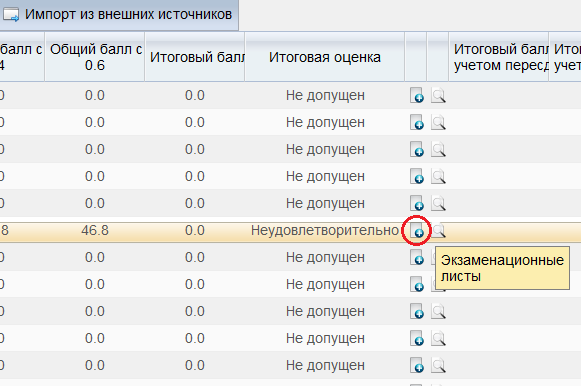 Импорт из внешних источников
балл с Общий балл с Итоговый балл Итоговая оценка Итоговый бал Ито
4 0.6 учетом пересд учет
0 0.0 0.0 Не допущен
0 0.0 0.0 Не допущен
0 0.0 0.0 Не допущен
0 0.0 0.0 Не допущен
0 0.0 0.0 Не допущен
8 46.8 0.0 Неудовлетворительно
0 0.0 0.0 Не допущен
Экзаменационные
листы
0 0.0 0.0 Не допущен
0 0.0 0.0 Не допущен
0 0.0 0.0 Не допущен
0 0.0 0.0 Не допущен